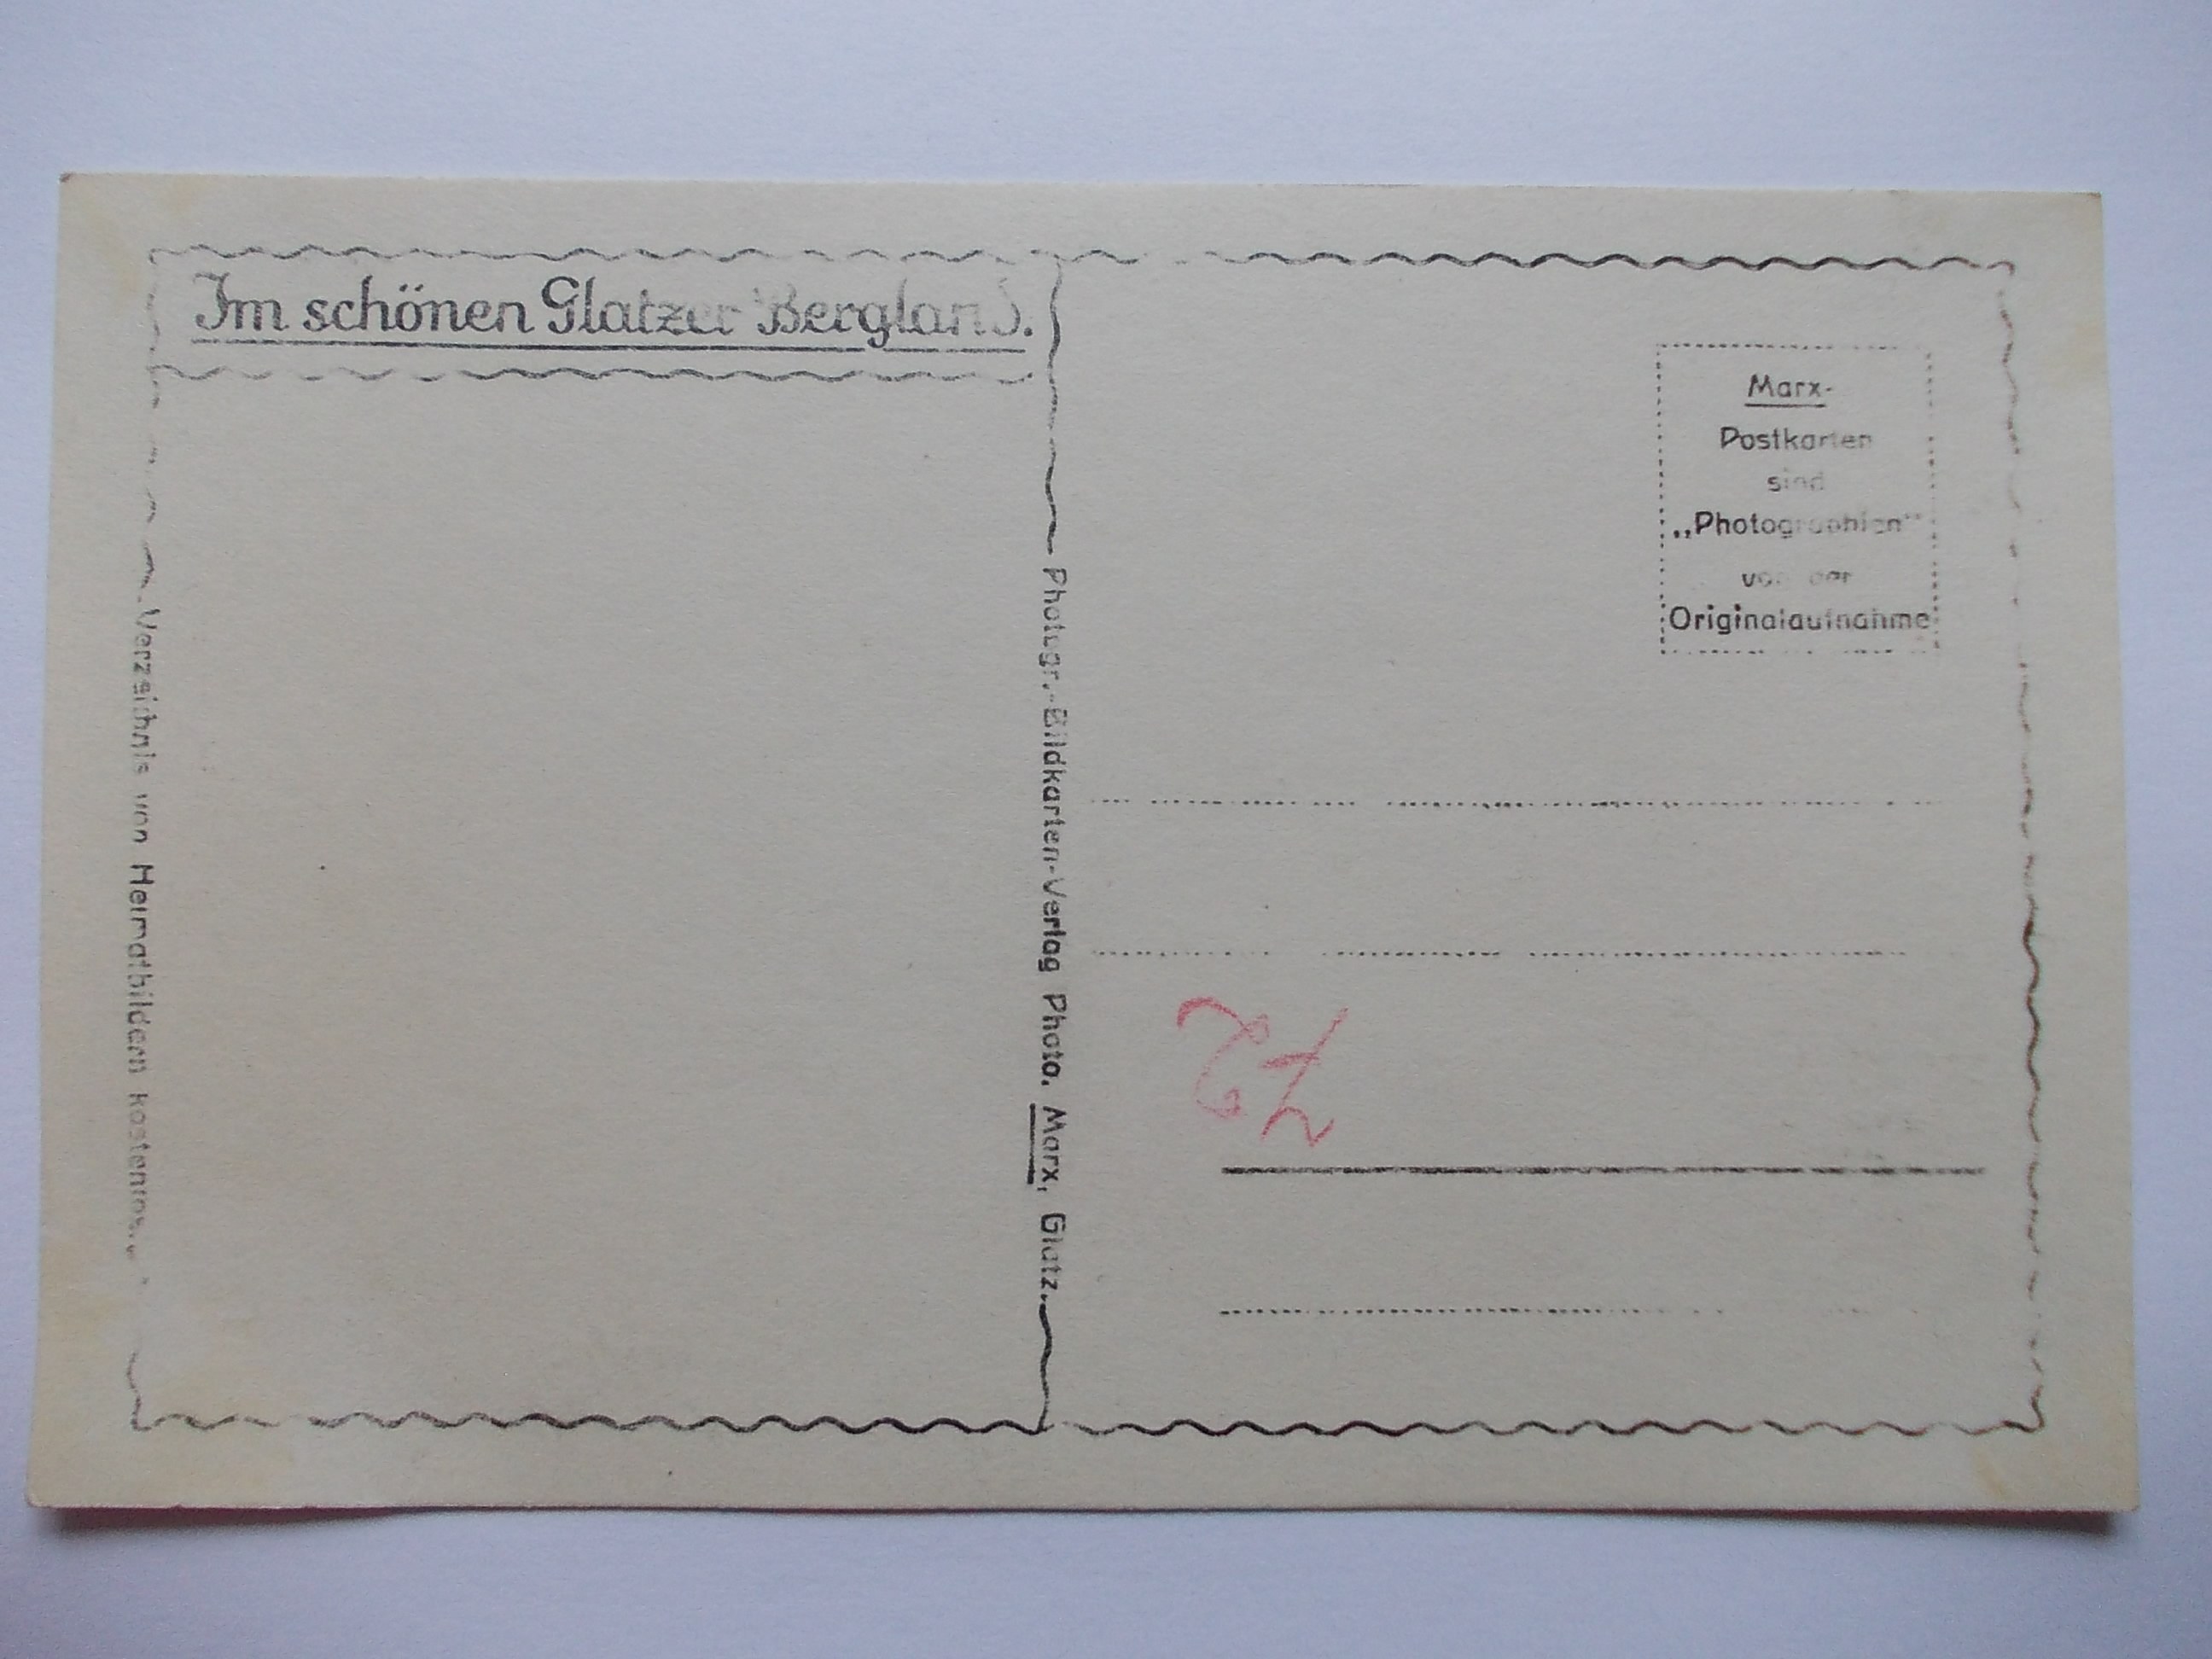 Im schönen Glatzer Bergland.
Marx-
Postkarten
sind
„Photographien“
von der
Originalaufnahme
Photogr.-Bildkarten-Verlag Photo. Marx, Glatz.
Verzeichnis von Heimatbildern kostenlos.